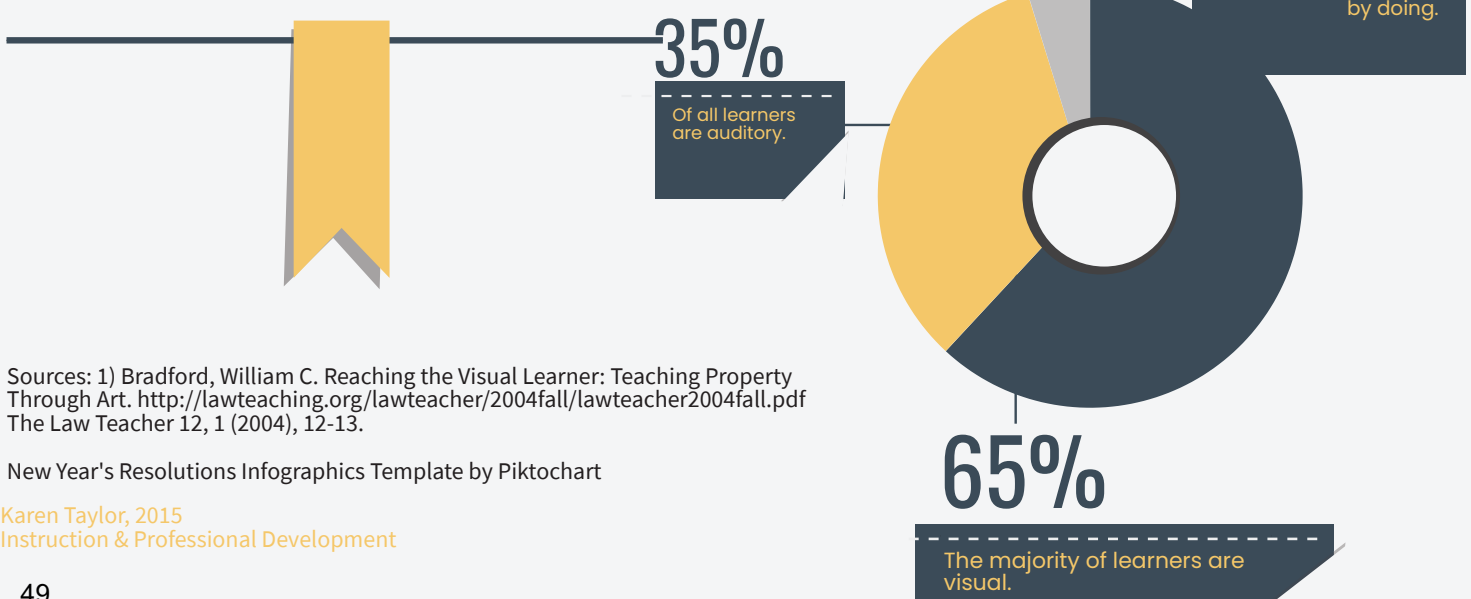 by doing.
35%
Of all learners
are auditory.
Sources: 1) Bradford, William C. Reaching the Visual Learner: Teaching Property
Through Art. http://lawteaching.org/lawteacher/2004fall/lawteacher2004fall.pdf
The Law Teacher 12, 1 (2004), 12-13.
New Year's Resolutions Infographics Template by Piktochart
Karen Taylor, 2015
Instruction & Professional Development
49
65%
The majority of learners are
visual.